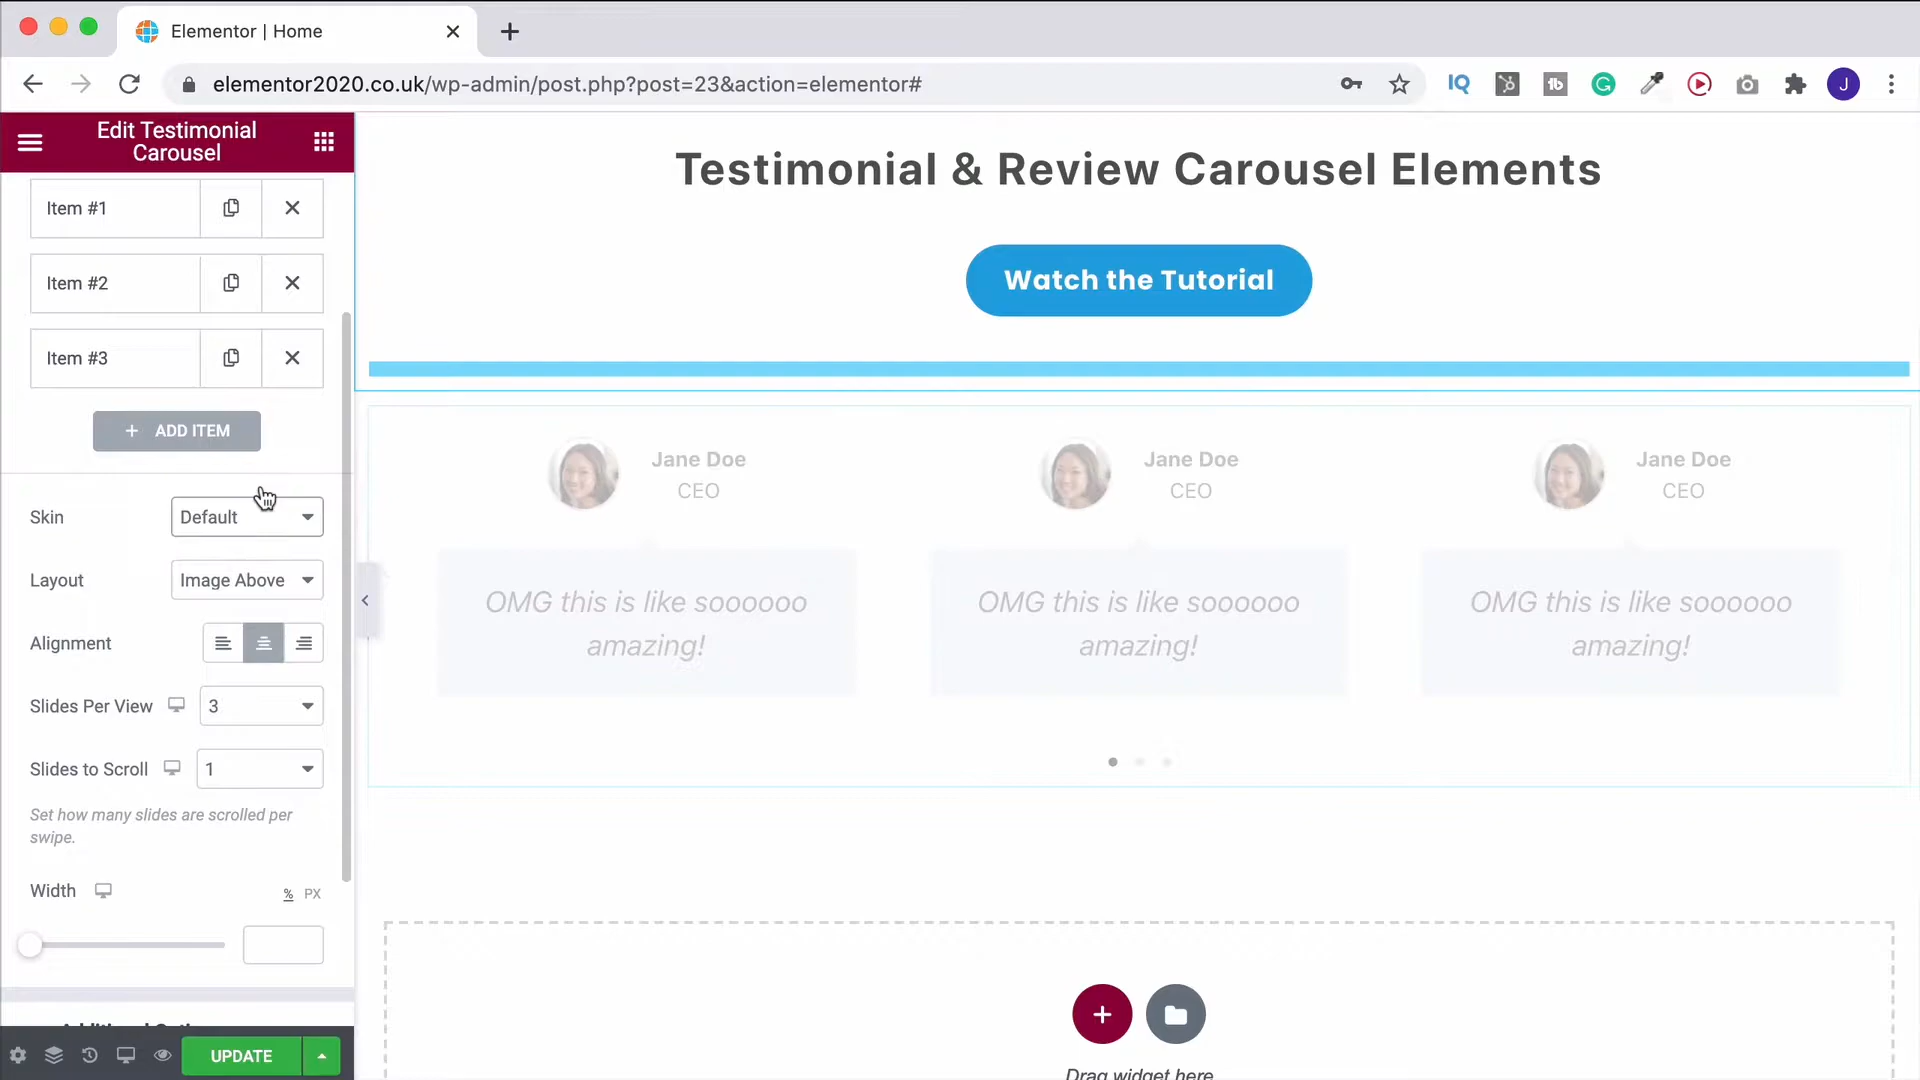 Elementor | Home
elementor2020.co.uk/wp-admin/post.php?post=23&action=elementor#
IQ
tb
G
J
Edit Testimonial
Carousel
Item #1
Item #2
Item #3
+ ADD ITEM
Skin
Default
Layout
Image Above
Alignment
Slides Per View
3
Slides to Scroll
1
Set how many slides are scrolled per
swipe.
Width
% PX
UPDATE
Testimonial & Review Carousel Elements
Watch the Tutorial
Jane Doe
CEO
OMG this is like soooooo
amazing!
Jane Doe
CEO
OMG this is like soooooo
amazing!
Jane Doe
CEO
OMG this is like soooooo
amazing!
Drag widget here